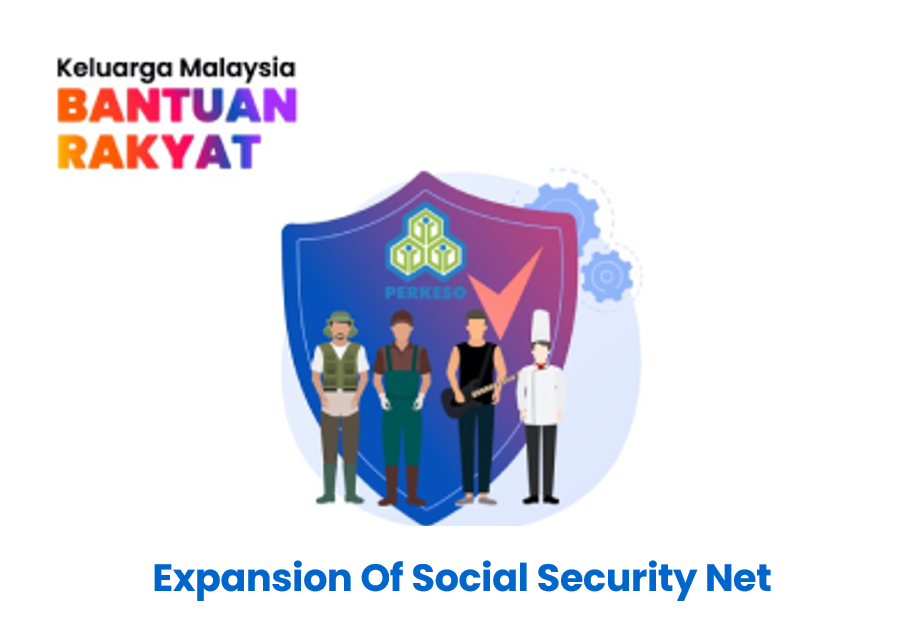 Keluarga Malaysia
BANTUAN
RAKYAT
PERKESO
Expansion Of Social Security Net